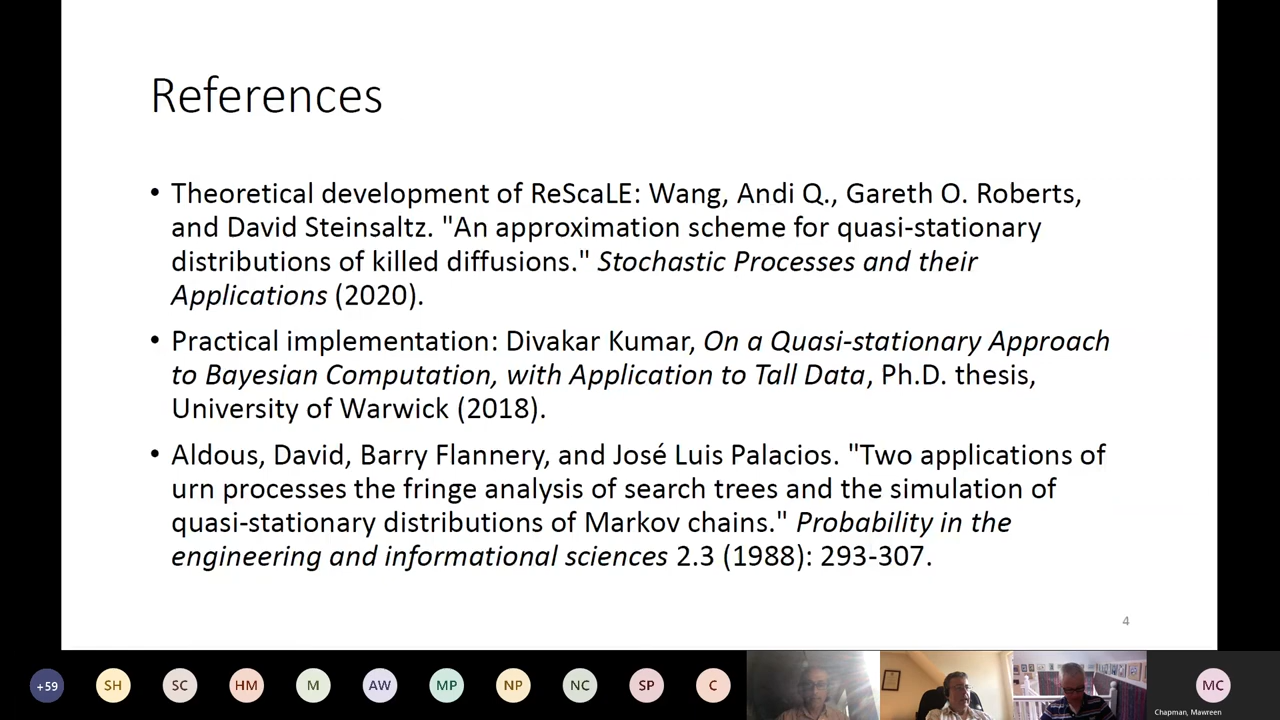 References
• Theoretical development of ReScaLE: Wang, Andi Q., Gareth O. Roberts,
and David Steinsaltz. "An approximation scheme for quasi-stationary
distributions of killed diffusions." Stochastic Processes and their
Applications (2020).
• Practical implementation: Divakar Kumar, On a Quasi-stationary Approach
to Bayesian Computation, with Application to Tall Data, Ph.D. thesis,
University of Warwick (2018).
• Aldous, David, Barry Flannery, and José Luis Palacios. "Two applications of
urn processes the fringe analysis of search trees and the simulation of
quasi-stationary distributions of Markov chains." Probability in the
engineering and informational sciences 2.3 (1988): 293-307.
4
+59 SH SC HM M AW MP NP NC SP C MC
Chapman, Mawreen